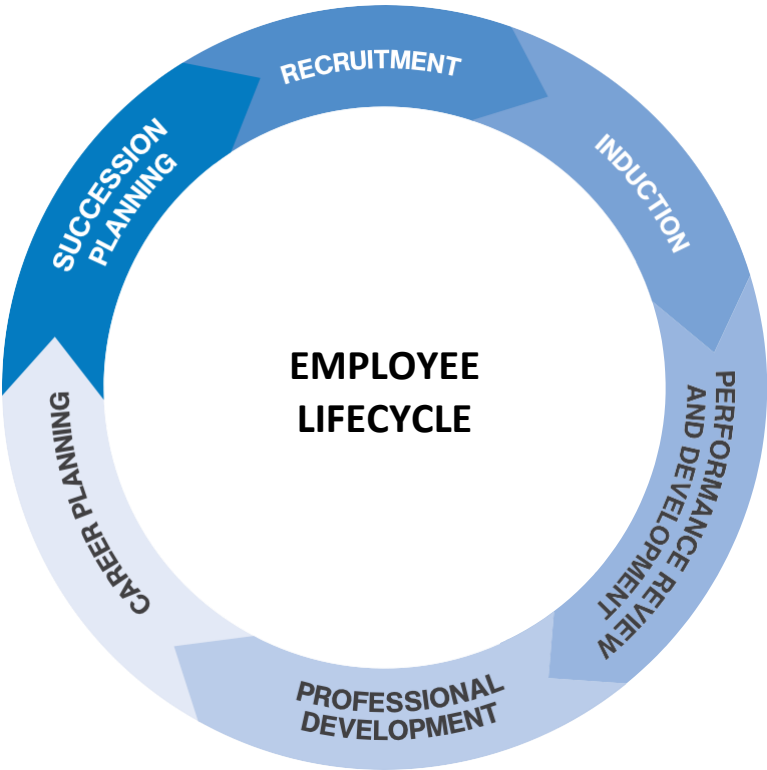 RECRUITMENT
INDUCTION
PERFORMANCE REVIEW
AND DEVELOPMENT
PROFESSIONAL
DEVELOPMENT
CAREER PLANNING
SUCCESSION
PLANNING
EMPLOYEE
LIFECYCLE